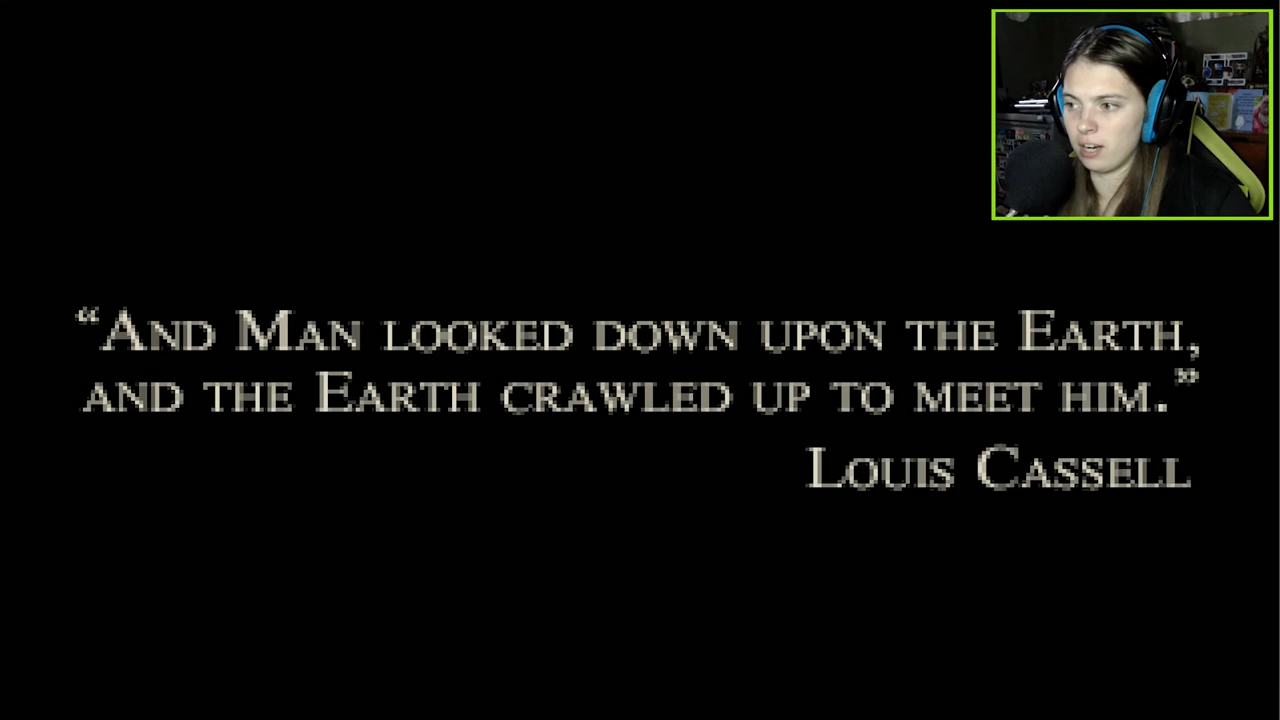 “And Man looked down upon the Earth,
and the Earth crawled up to meet him.”
Louis Cassell